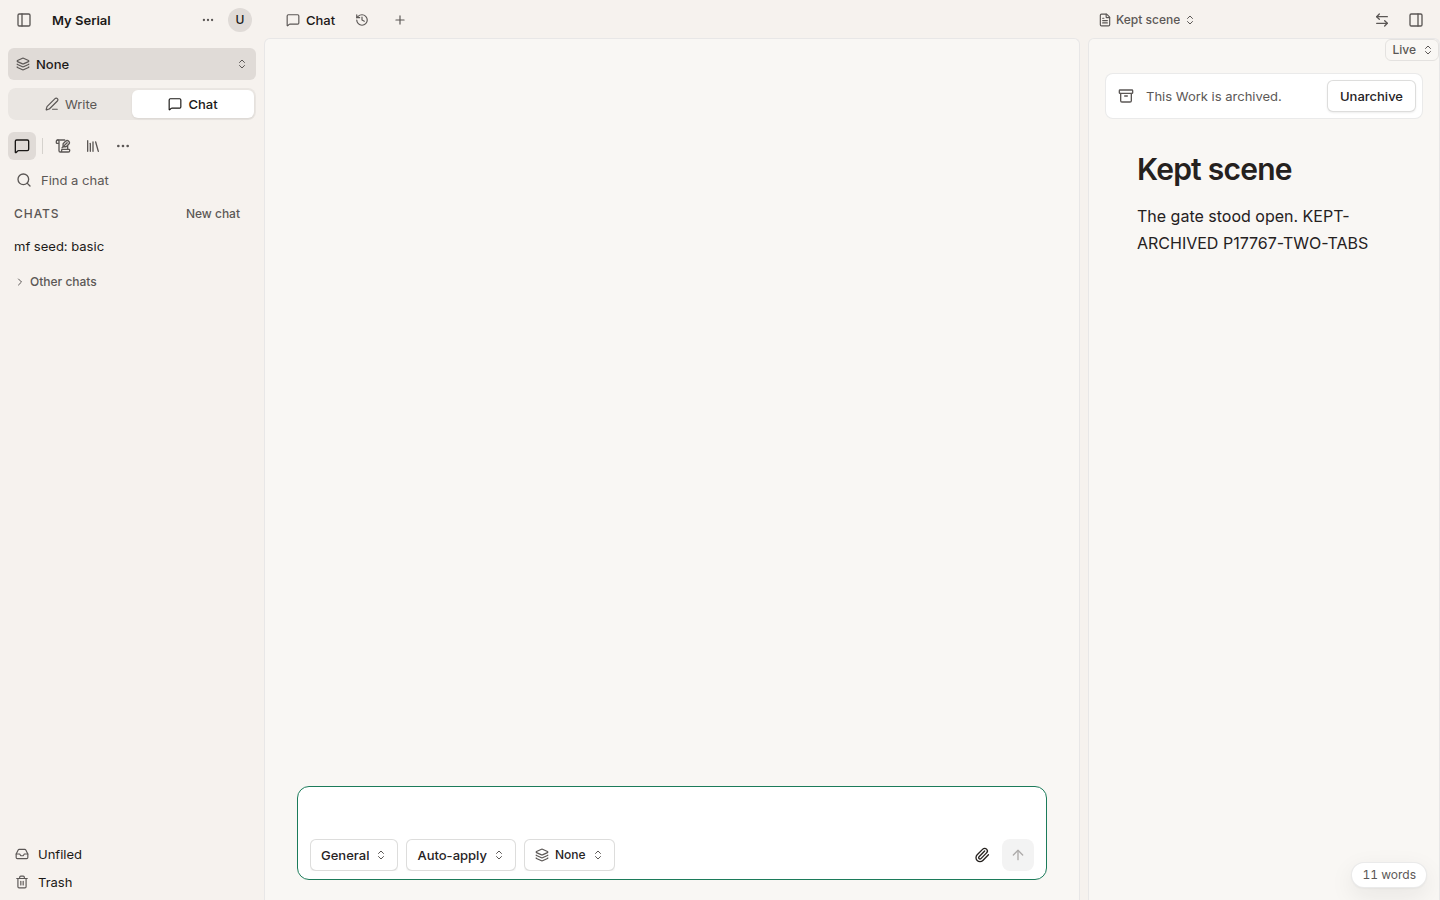 My Serial
U
None
Write
Chat
Find a chat
CHATS
New chat
mf seed: basic
Other chats
Unfiled
Trash
Chat
General
Auto-apply
None
Kept scene
Live
This Work is archived.
Unarchive
Kept scene
The gate stood open. KEPT-
ARCHIVED P17767-TWO-TABS
11 words